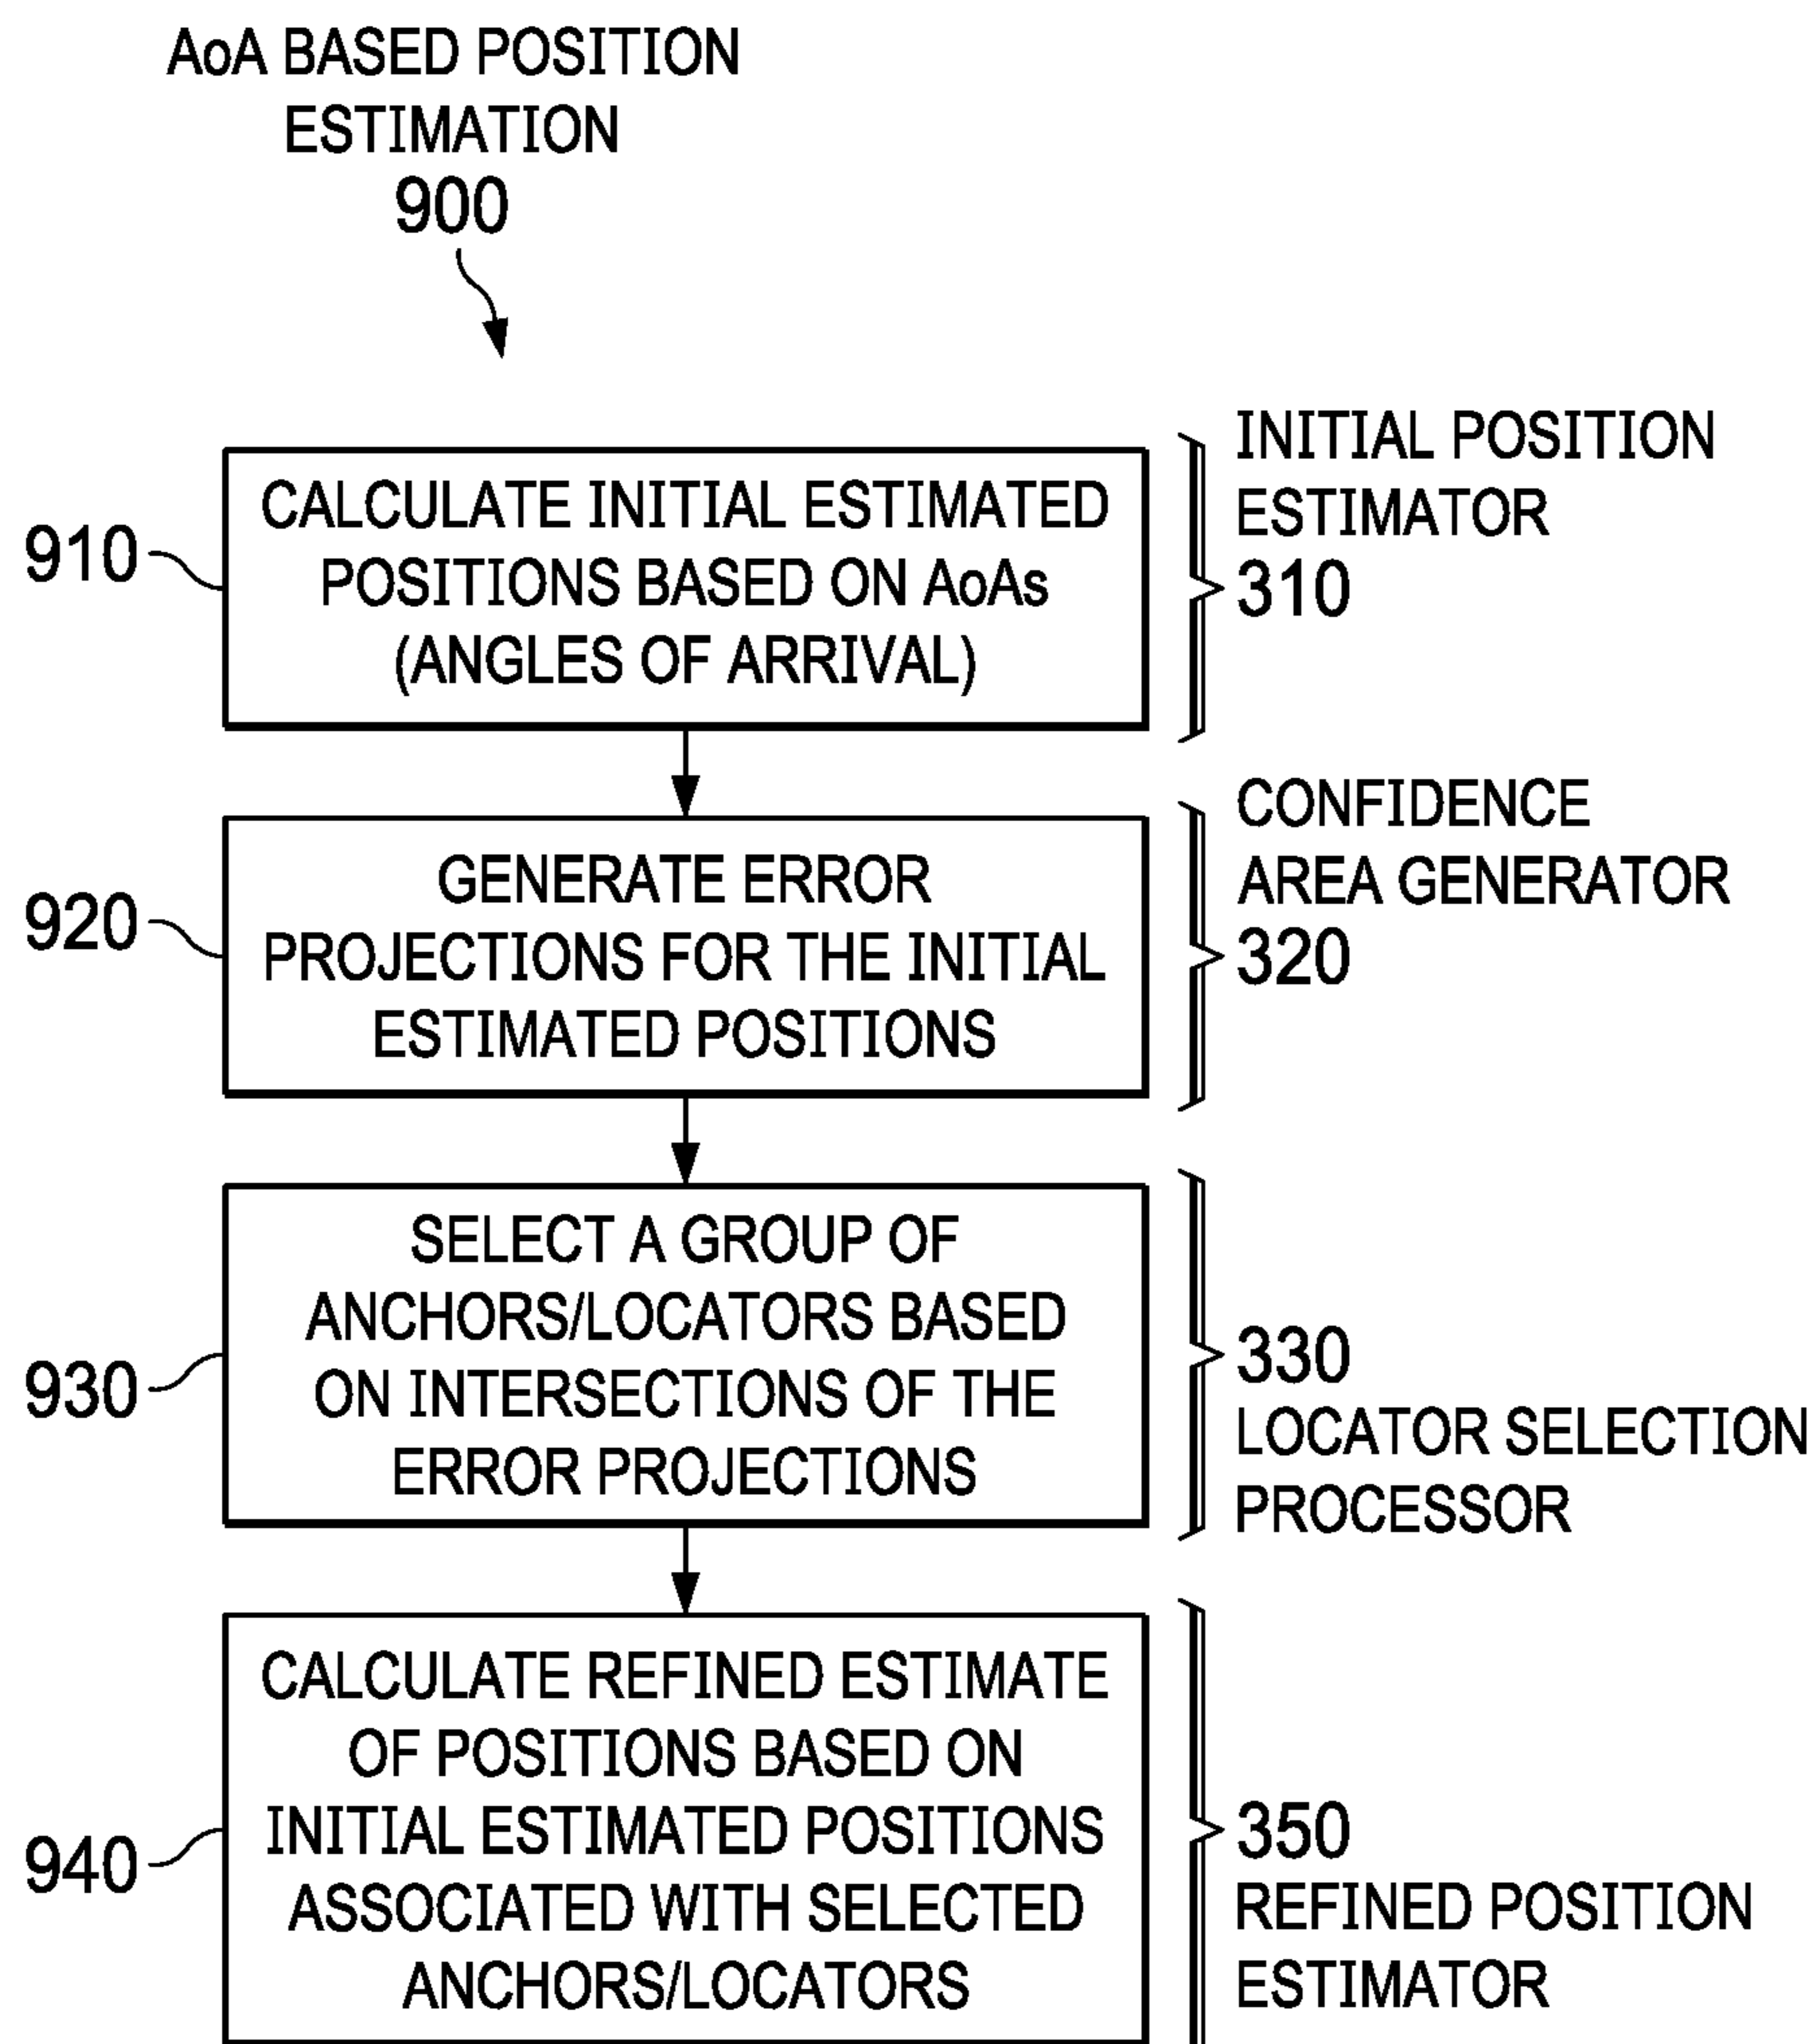 AoA BASED POSITION
ESTIMATION
900
910
CALCULATE INITIAL ESTIMATED
POSITIONS BASED ON AoAs
(ANGLES OF ARRIVAL)
INITIAL POSITION
ESTIMATOR
310
920
GENERATE ERROR
PROJECTIONS FOR THE INITIAL
ESTIMATED POSITIONS
CONFIDENCE
AREA GENERATOR
320
930
SELECT A GROUP OF
ANCHORS/LOCATORS BASED
ON INTERSECTIONS OF THE
ERROR PROJECTIONS
330
LOCATOR SELECTION
PROCESSOR
940
CALCULATE REFINED ESTIMATE
OF POSITIONS BASED ON
INITIAL ESTIMATED POSITIONS
ASSOCIATED WITH SELECTED
ANCHORS/LOCATORS
350
REFINED POSITION
ESTIMATOR